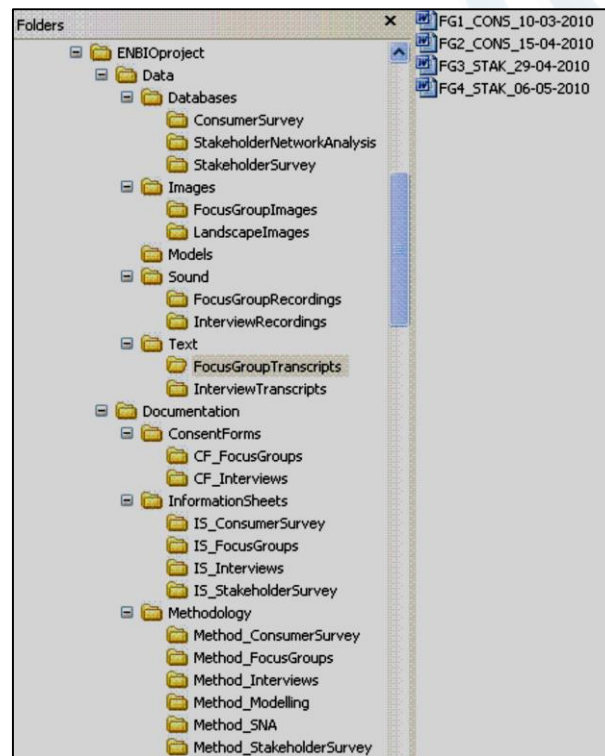 Folders
ENBIOproject
Data
Databases
ConsumerSurvey
StakeholderNetworkAnalysis
StakeholderSurvey
Images
FocusGroupImages
LandscapeImages
Models
Sound
FocusGroupRecordings
InterviewRecordings
Text
FocusGroupTranscripts
InterviewTranscripts
Documentation
ConsentForms
CF_FocusGroups
CF_Interviews
InformationSheets
IS_ConsumerSurvey
IS_FocusGroups
IS_Interviews
IS_StakeholderSurvey
Methodology
Method_ConsumerSurvey
Method_FocusGroups
Method_Interviews
Method_Modelling
Method_SNA
Method_StakeholderSurvey
FG1_CONS_10-03-2010
FG2_CONS_15-04-2010
FG3_STAK_29-04-2010
FG4_STAK_06-05-2010